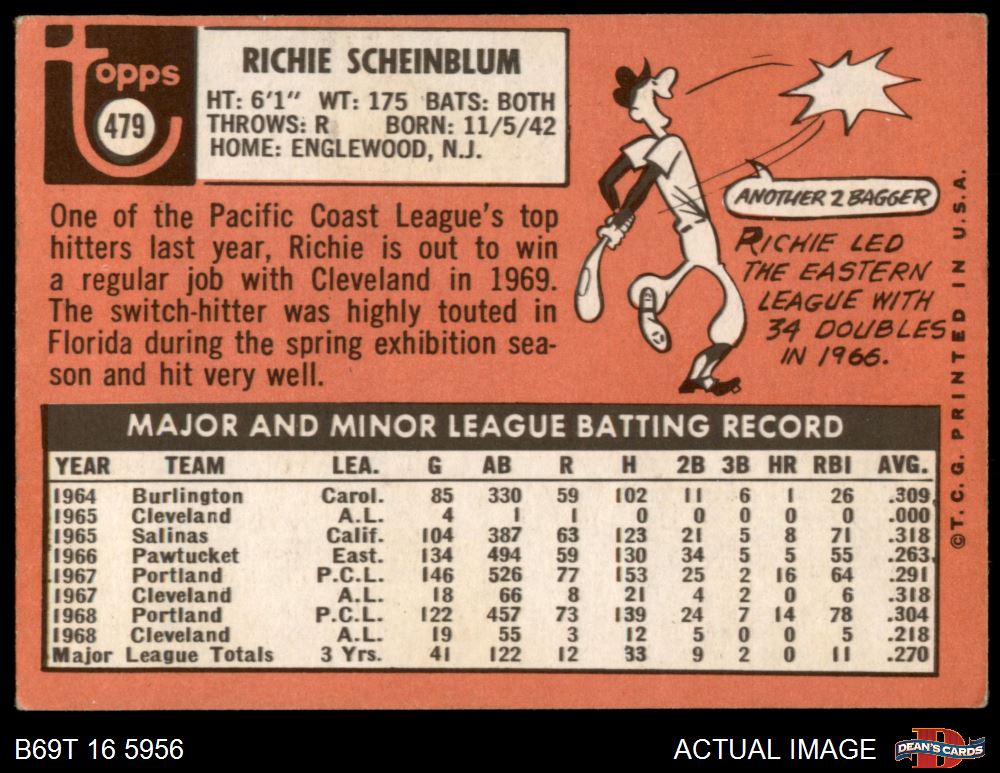 topps
479
RICHIE SCHEINBLUM
HT: 6'1" WT: 175 BATS: BOTH
THROWS: R BORN: 11/5/42
HOME: ENGLEWOOD, N.J.
One of the Pacific Coast League's top
hitters last year, Richie is out to win
a regular job with Cleveland in 1969.
The switch-hitter was highly touted in
Florida during the spring exhibition sea-
son and hit very well.
ANOTHER 2 BAGGER
RICHIE LED
THE EASTERN
LEAGUE WITH
34 DOUBLES
IN 1966.
©T.C.G. PRINTED IN U.S.A.
MAJOR AND MINOR LEAGUE BATTING RECORD
YEAR TEAM LEA. G AB R H 2B 3B HR RBI AVG.
1964 Burlington Carol. 85 330 59 102 11 6 1 26 .309
1965 Cleveland A.L. 4 1 1 0 0 0 0 0 .000
1965 Salinas Calif. 104 387 63 123 21 5 8 71 .318
1966 Pawtucket East. 134 494 59 130 34 5 5 55 .263
1967 Portland P.C.L. 146 526 77 153 25 2 16 64 .291
1967 Cleveland A.L. 18 66 8 21 4 2 0 6 .318
1968 Portland P.C.L. 122 457 73 139 24 7 14 78 .304
1968 Cleveland A.L. 19 55 3 12 5 0 0 5 .218
Major League Totals 3 Yrs. 41 122 12 33 9 2 0 11 .270
B69T 16 5956
ACTUAL IMAGE
D
DEAN'S CARDS